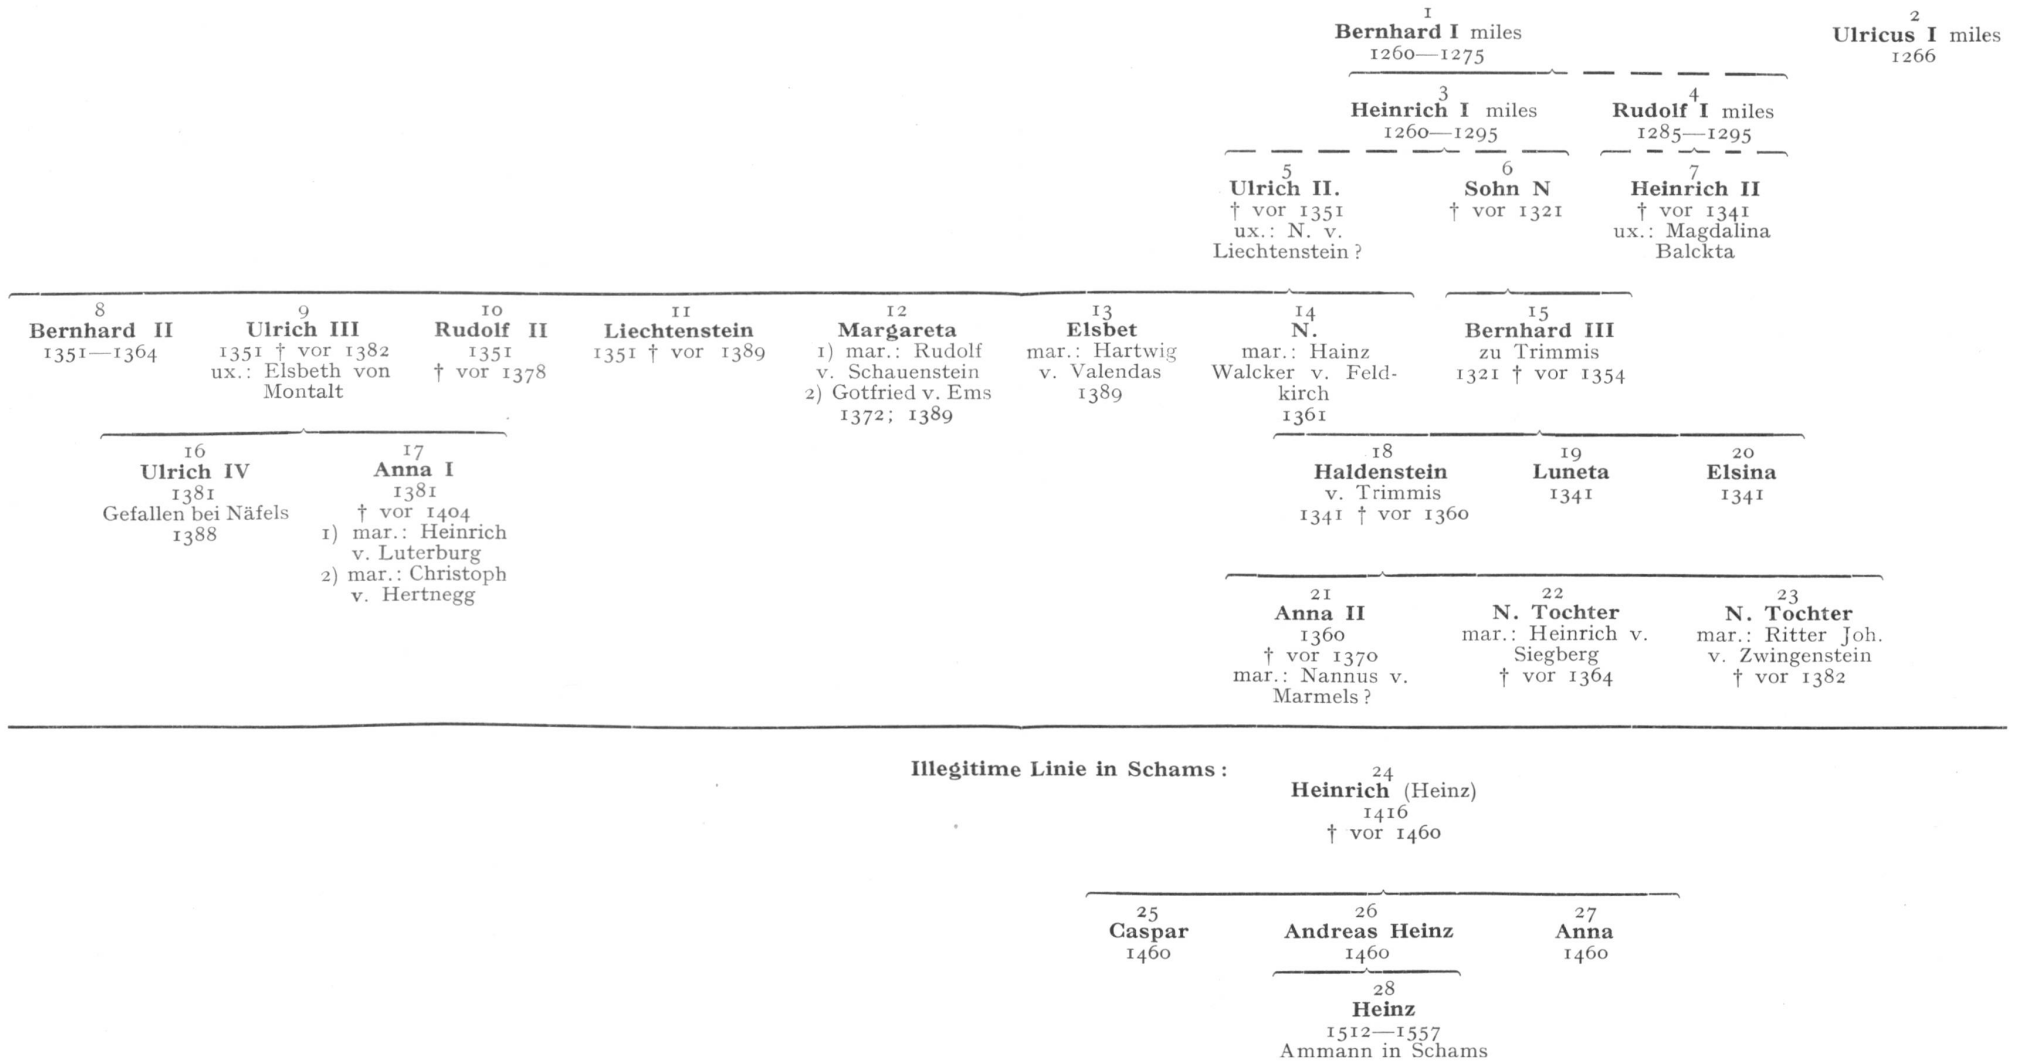 1
Bernhard I miles
1260—1275
2
Ulricus I miles
1266
3
Heinrich I miles
1260—1295
4
Rudolf I miles
1285—1295
5
Ulrich II.
† vor 1351
ux.: N. v.
Liechtenstein?
6
Sohn N
† vor 1321
7
Heinrich II
† vor 1341
ux.: Magdalina
Balckta
8
Bernhard II
1351—1364
9
Ulrich III
1351 † vor 1382
ux.: Elsbeth von
Montalt
10
Rudolf II
1351
† vor 1378
11
Liechtenstein
1351 † vor 1389
12
Margareta
1) mar.: Rudolf
v. Schauenstein
2) Gotfried v. Ems
1372; 1389
13
Elsbet
mar.: Hartwig
v. Valendas
1389
14
N.
mar.: Hainz
Walcker v. Feld-
kirch
1361
15
Bernhard III
zu Trimmis
1321 † vor 1354
16
Ulrich IV
1381
Gefallen bei Näfels
1388
17
Anna I
1381
† vor 1404
1) mar.: Heinrich
v. Luterburg
2) mar.: Christoph
v. Hertnegg
18
Haldenstein
v. Trimmis
1341 † vor 1360
19
Luneta
1341
20
Elsina
1341
21
Anna II
1360
† vor 1370
mar.: Nannus v.
Marmels?
22
N. Tochter
mar.: Heinrich v.
Siegberg
† vor 1364
23
N. Tochter
mar.: Ritter Joh.
v. Zwingenstein
† vor 1382
Illegitime Linie in Schams:
24
Heinrich (Heinz)
1416
† vor 1460
25
Caspar
1460
26
Andreas Heinz
1460
27
Anna
1460
28
Heinz
1512—1557
Ammann in Schams